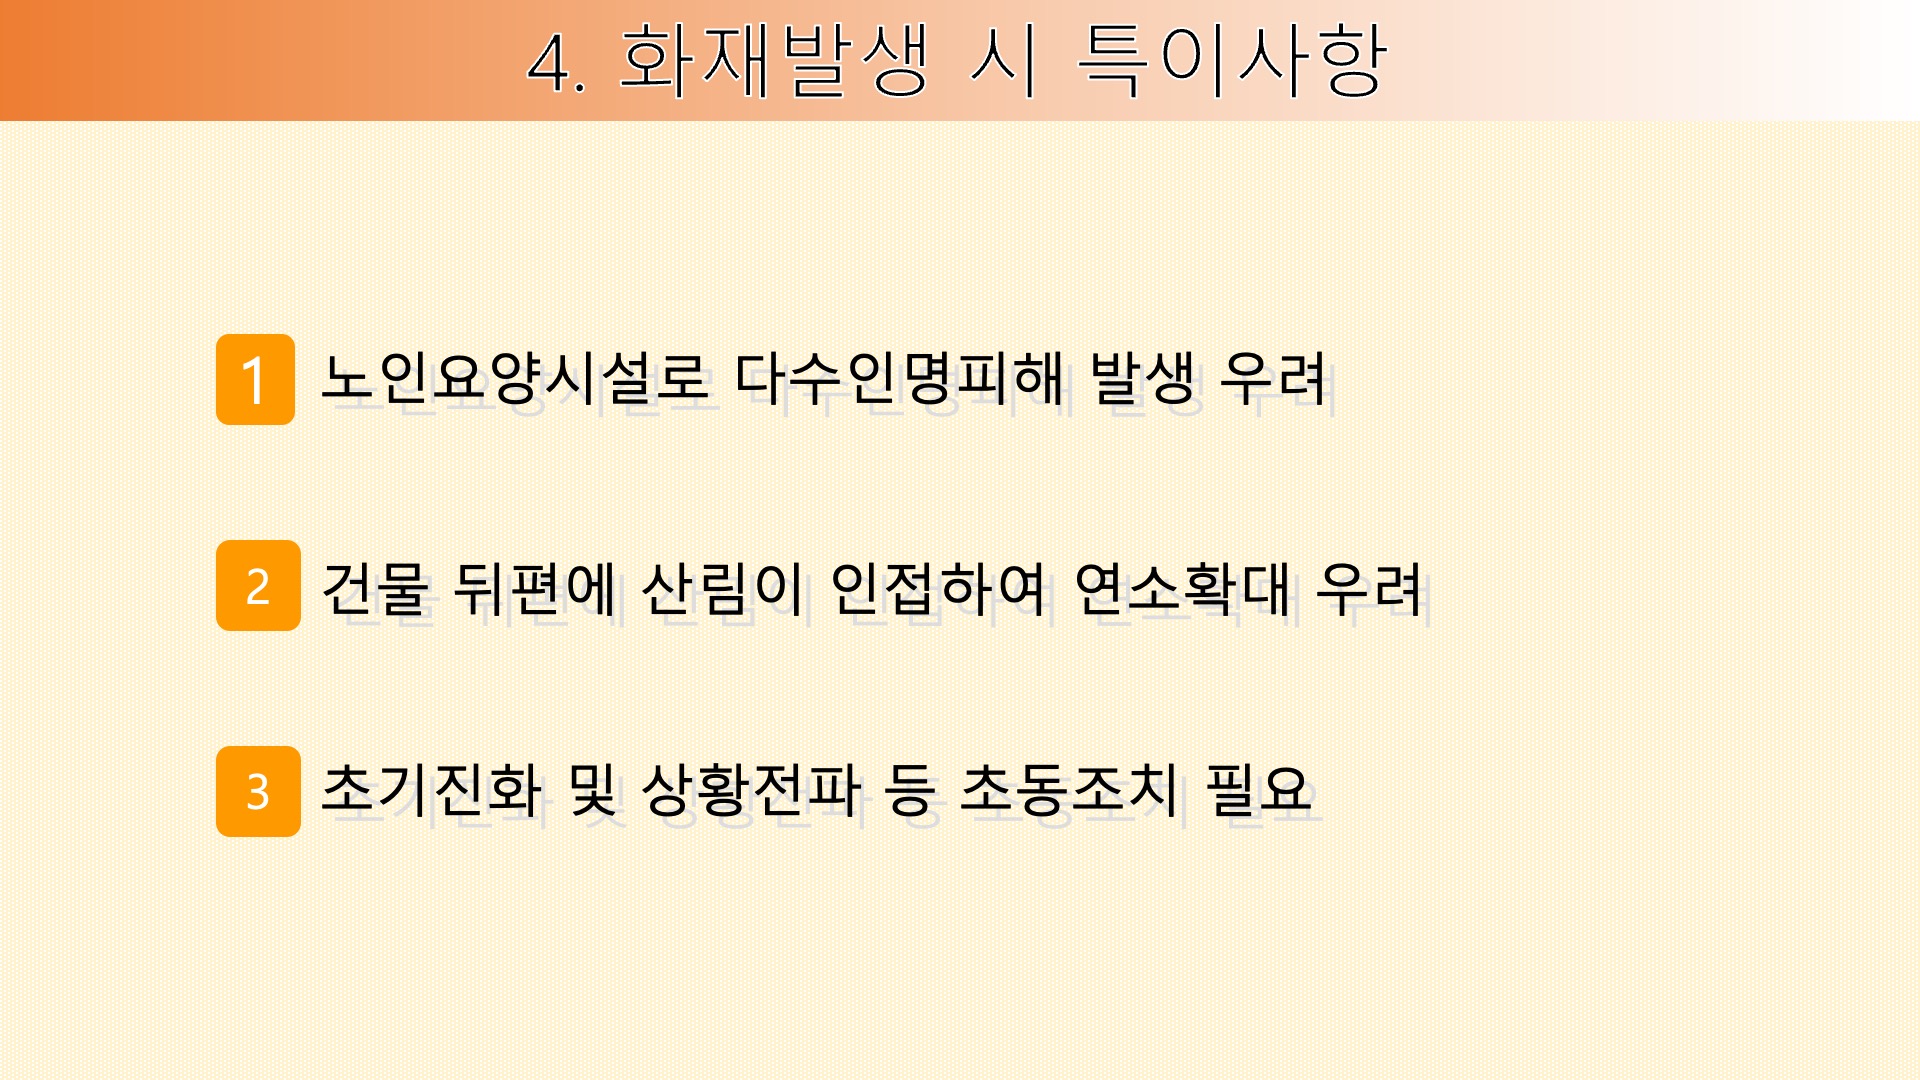 4. 화재발생 시 특이사항
1 노인요양시설로 다수인명피해 발생 우려
2 건물 뒤편에 산림이 인접하여 연소확대 우려
3 초기진화 및 상황전파 등 초동조치 필요